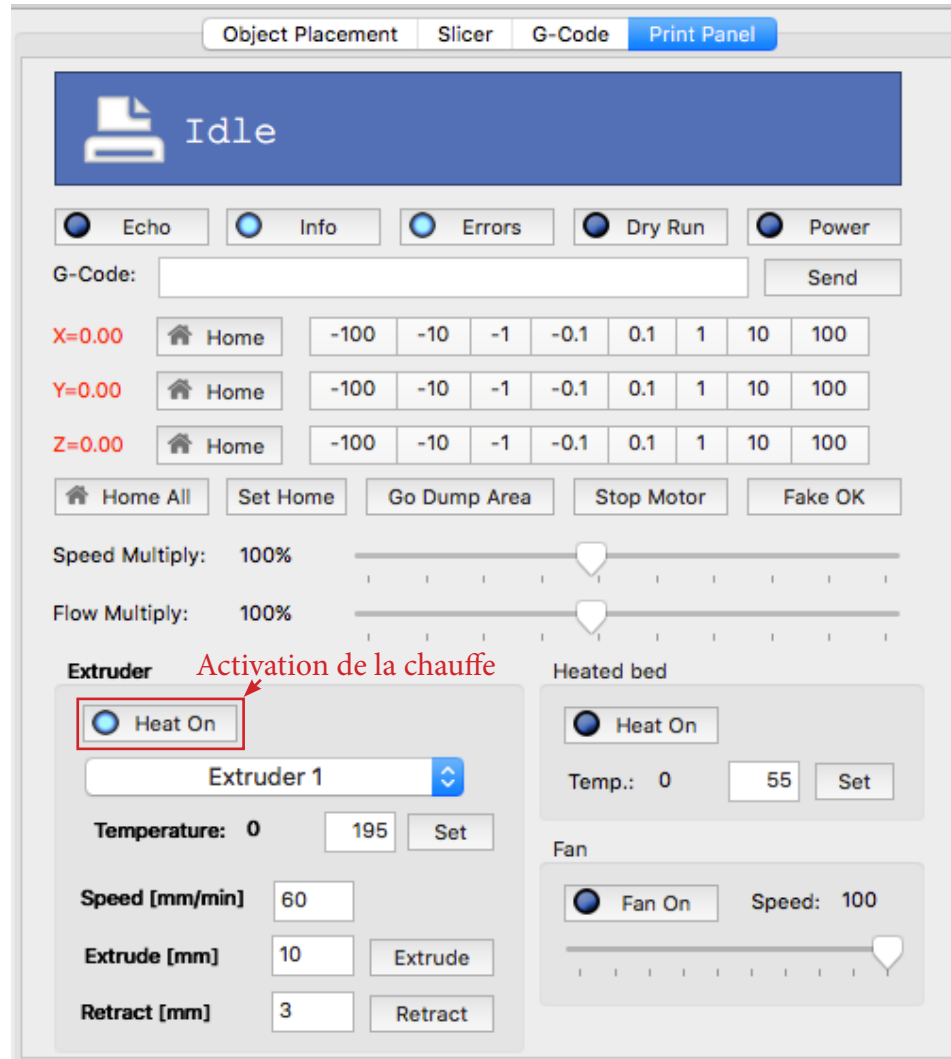 Object Placement Slicer G-Code Print Panel
Idle
Echo Info Errors Dry Run Power
G-Code: Send
X=0.00 Home -100 -10 -1 -0.1 0.1 1 10 100
Y=0.00 Home -100 -10 -1 -0.1 0.1 1 10 100
Z=0.00 Home -100 -10 -1 -0.1 0.1 1 10 100
Home All Set Home Go Dump Area Stop Motor Fake OK
Speed Multiply: 100%
Flow Multiply: 100%
Extruder Activation de la chauffe
Heat On
Extruder 1
Temperature: 0 195 Set
Speed [mm/min] 60
Extrude [mm] 10 Extrude
Retract [mm] 3 Retract
Heated bed
Heat On
Temp.: 0 55 Set
Fan
Fan On Speed: 100